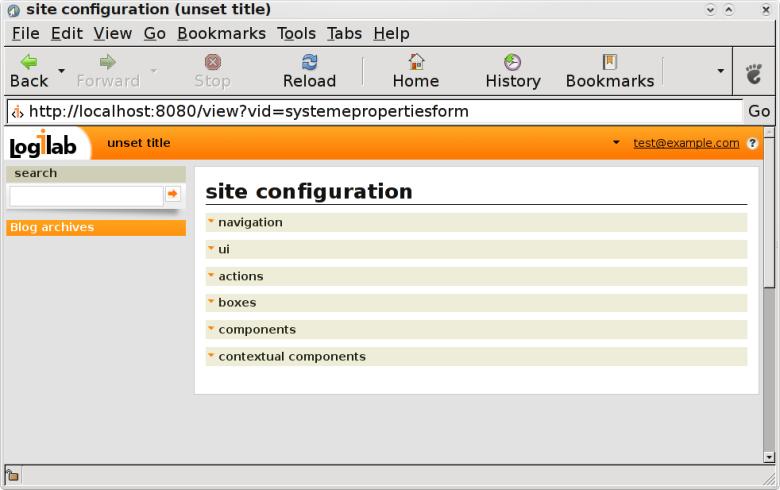 site configuration (unset title)
File Edit View Go Bookmarks Tools Tabs Help
Back Forward Stop Reload Home History Bookmarks
http://localhost:8080/view?vid=systemepropertiesform Go
Logilab unset title test@example.com ?
search
Blog archives
site configuration
navigation
ui
actions
boxes
components
contextual components